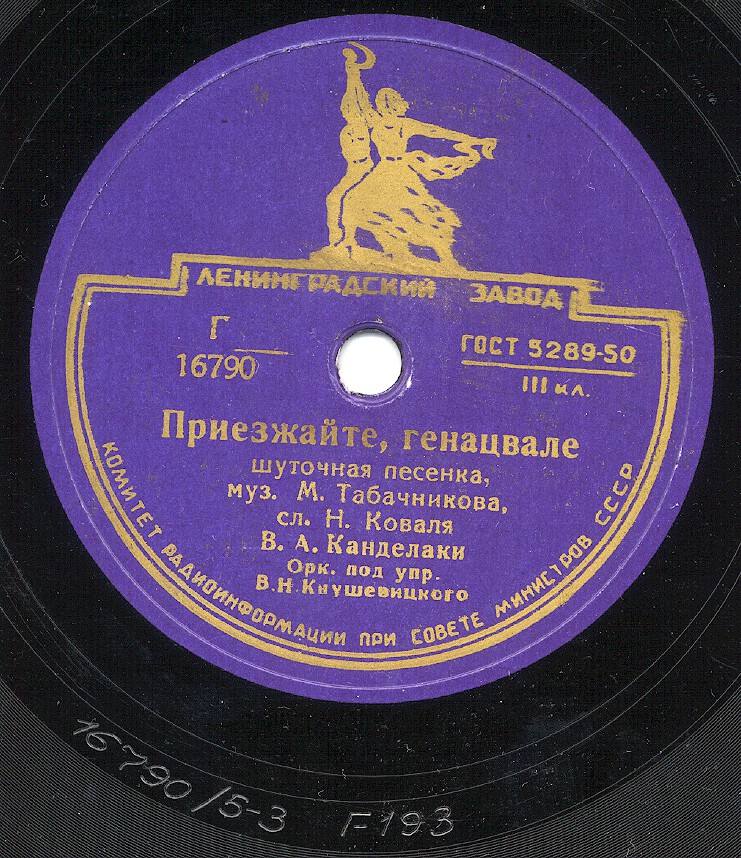 ЛЕНИНГРАДСКИЙ ЗАВОД
Г
16790
ГОСТ 5289-50
III кл.
Приезжайте, генацвале
шуточная песенка,
муз. М. Табачникова,
сл. Н. Коваля
В. А. Канделаки
Орк. под упр.
В.Н.Кнушевицкого
КОМИТЕТ РАДИОИНФОРМАЦИИ ПРИ СОВЕТЕ МИНИСТРОВ СССР
16790/5-3 F193